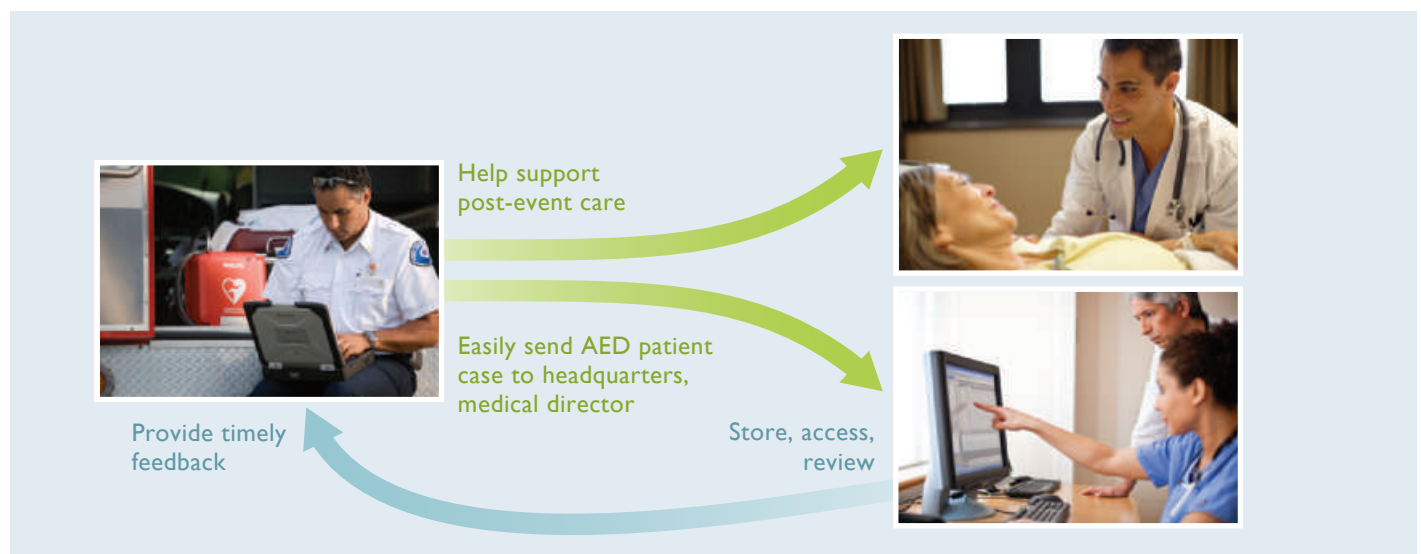 Help support
post-event care
Easily send AED patient
case to headquarters,
medical director
Provide timely
feedback
Store, access,
review